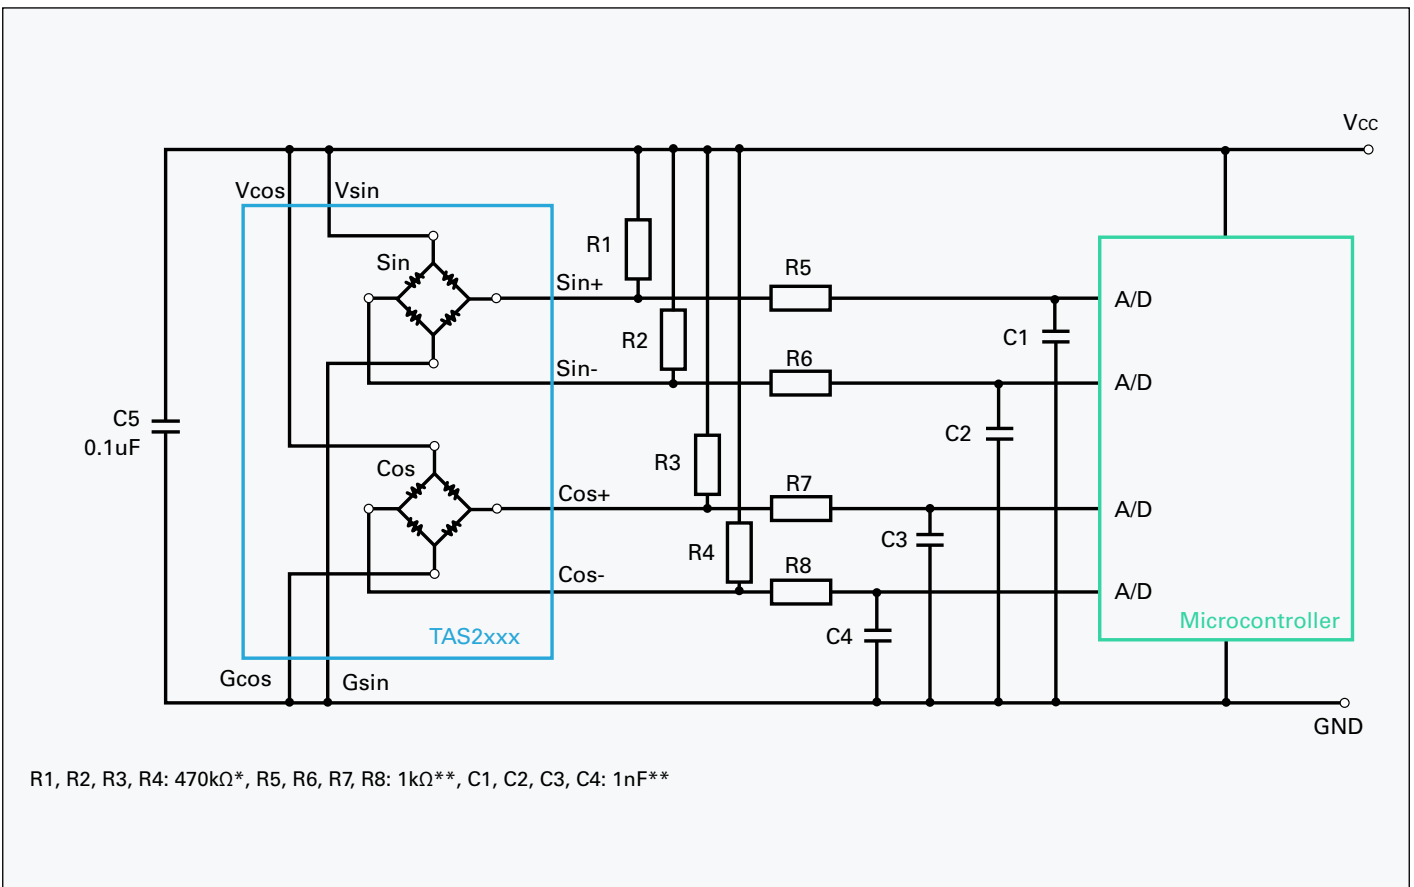 Vcc
Vcos
Vsin
R1
Sin
Sin+
R5
A/D
R2
C1
Sin-
R6
A/D
C5
0.1uF
C2
Cos
R3
Cos+
R7
A/D
C3
R4
Cos-
R8
A/D
TAS2xxx
C4
Microcontroller
Gcos
Gsin
GND
R1, R2, R3, R4: 470kΩ*, R5, R6, R7, R8: 1kΩ**, C1, C2, C3, C4: 1nF**